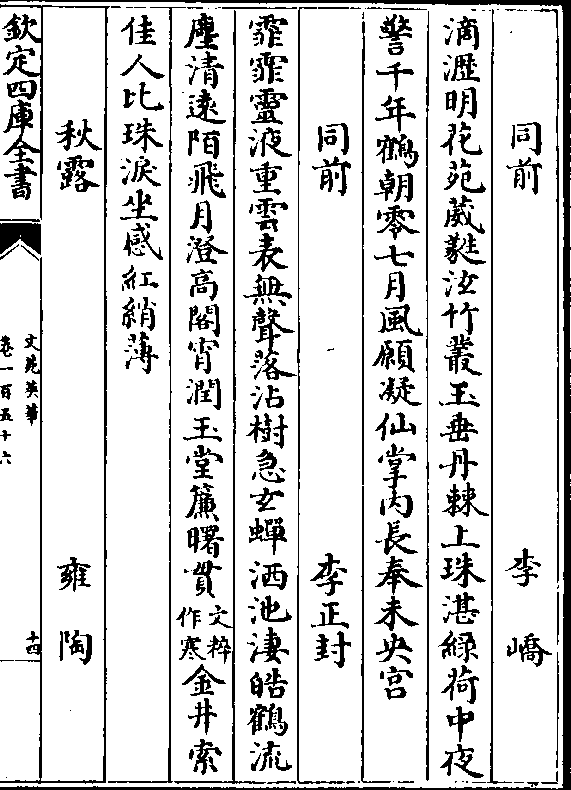 同前 李嶠
滴瀝明花苑葳蕤泫竹叢玉垂丹棘上珠湛綠荷中夜
警千年鶴朝零七月風願凝仙掌内長奉未央宮
同前 李正封
霏霏靈液重雲表無聲落沾樹急玄蟬洒池淒皓鶴流
塵清遠陌飛月澄高閣宵潤玉堂簾曙貫文粹作寒金井索
佳人比珠淚坐感紅綃薄
秋露 雍陶
欽定四庫全書
文苑英華
卷一百五十六
十四